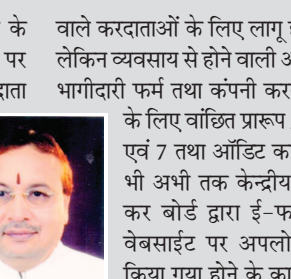 के
पर
दाता
वाले करदाताओं के लिए लागू
लेकिन व्यवसाय से होने वाली
भागीदारी फर्म तथा कंपनी कर
के लिए वांछित प्रारूप
एवं 7 तथा ऑडिट क
भी अभी तक केन्द्रीय
कर बोर्ड द्वारा ई-फ
वेबसाईट पर अपलो
किया गया होने के का